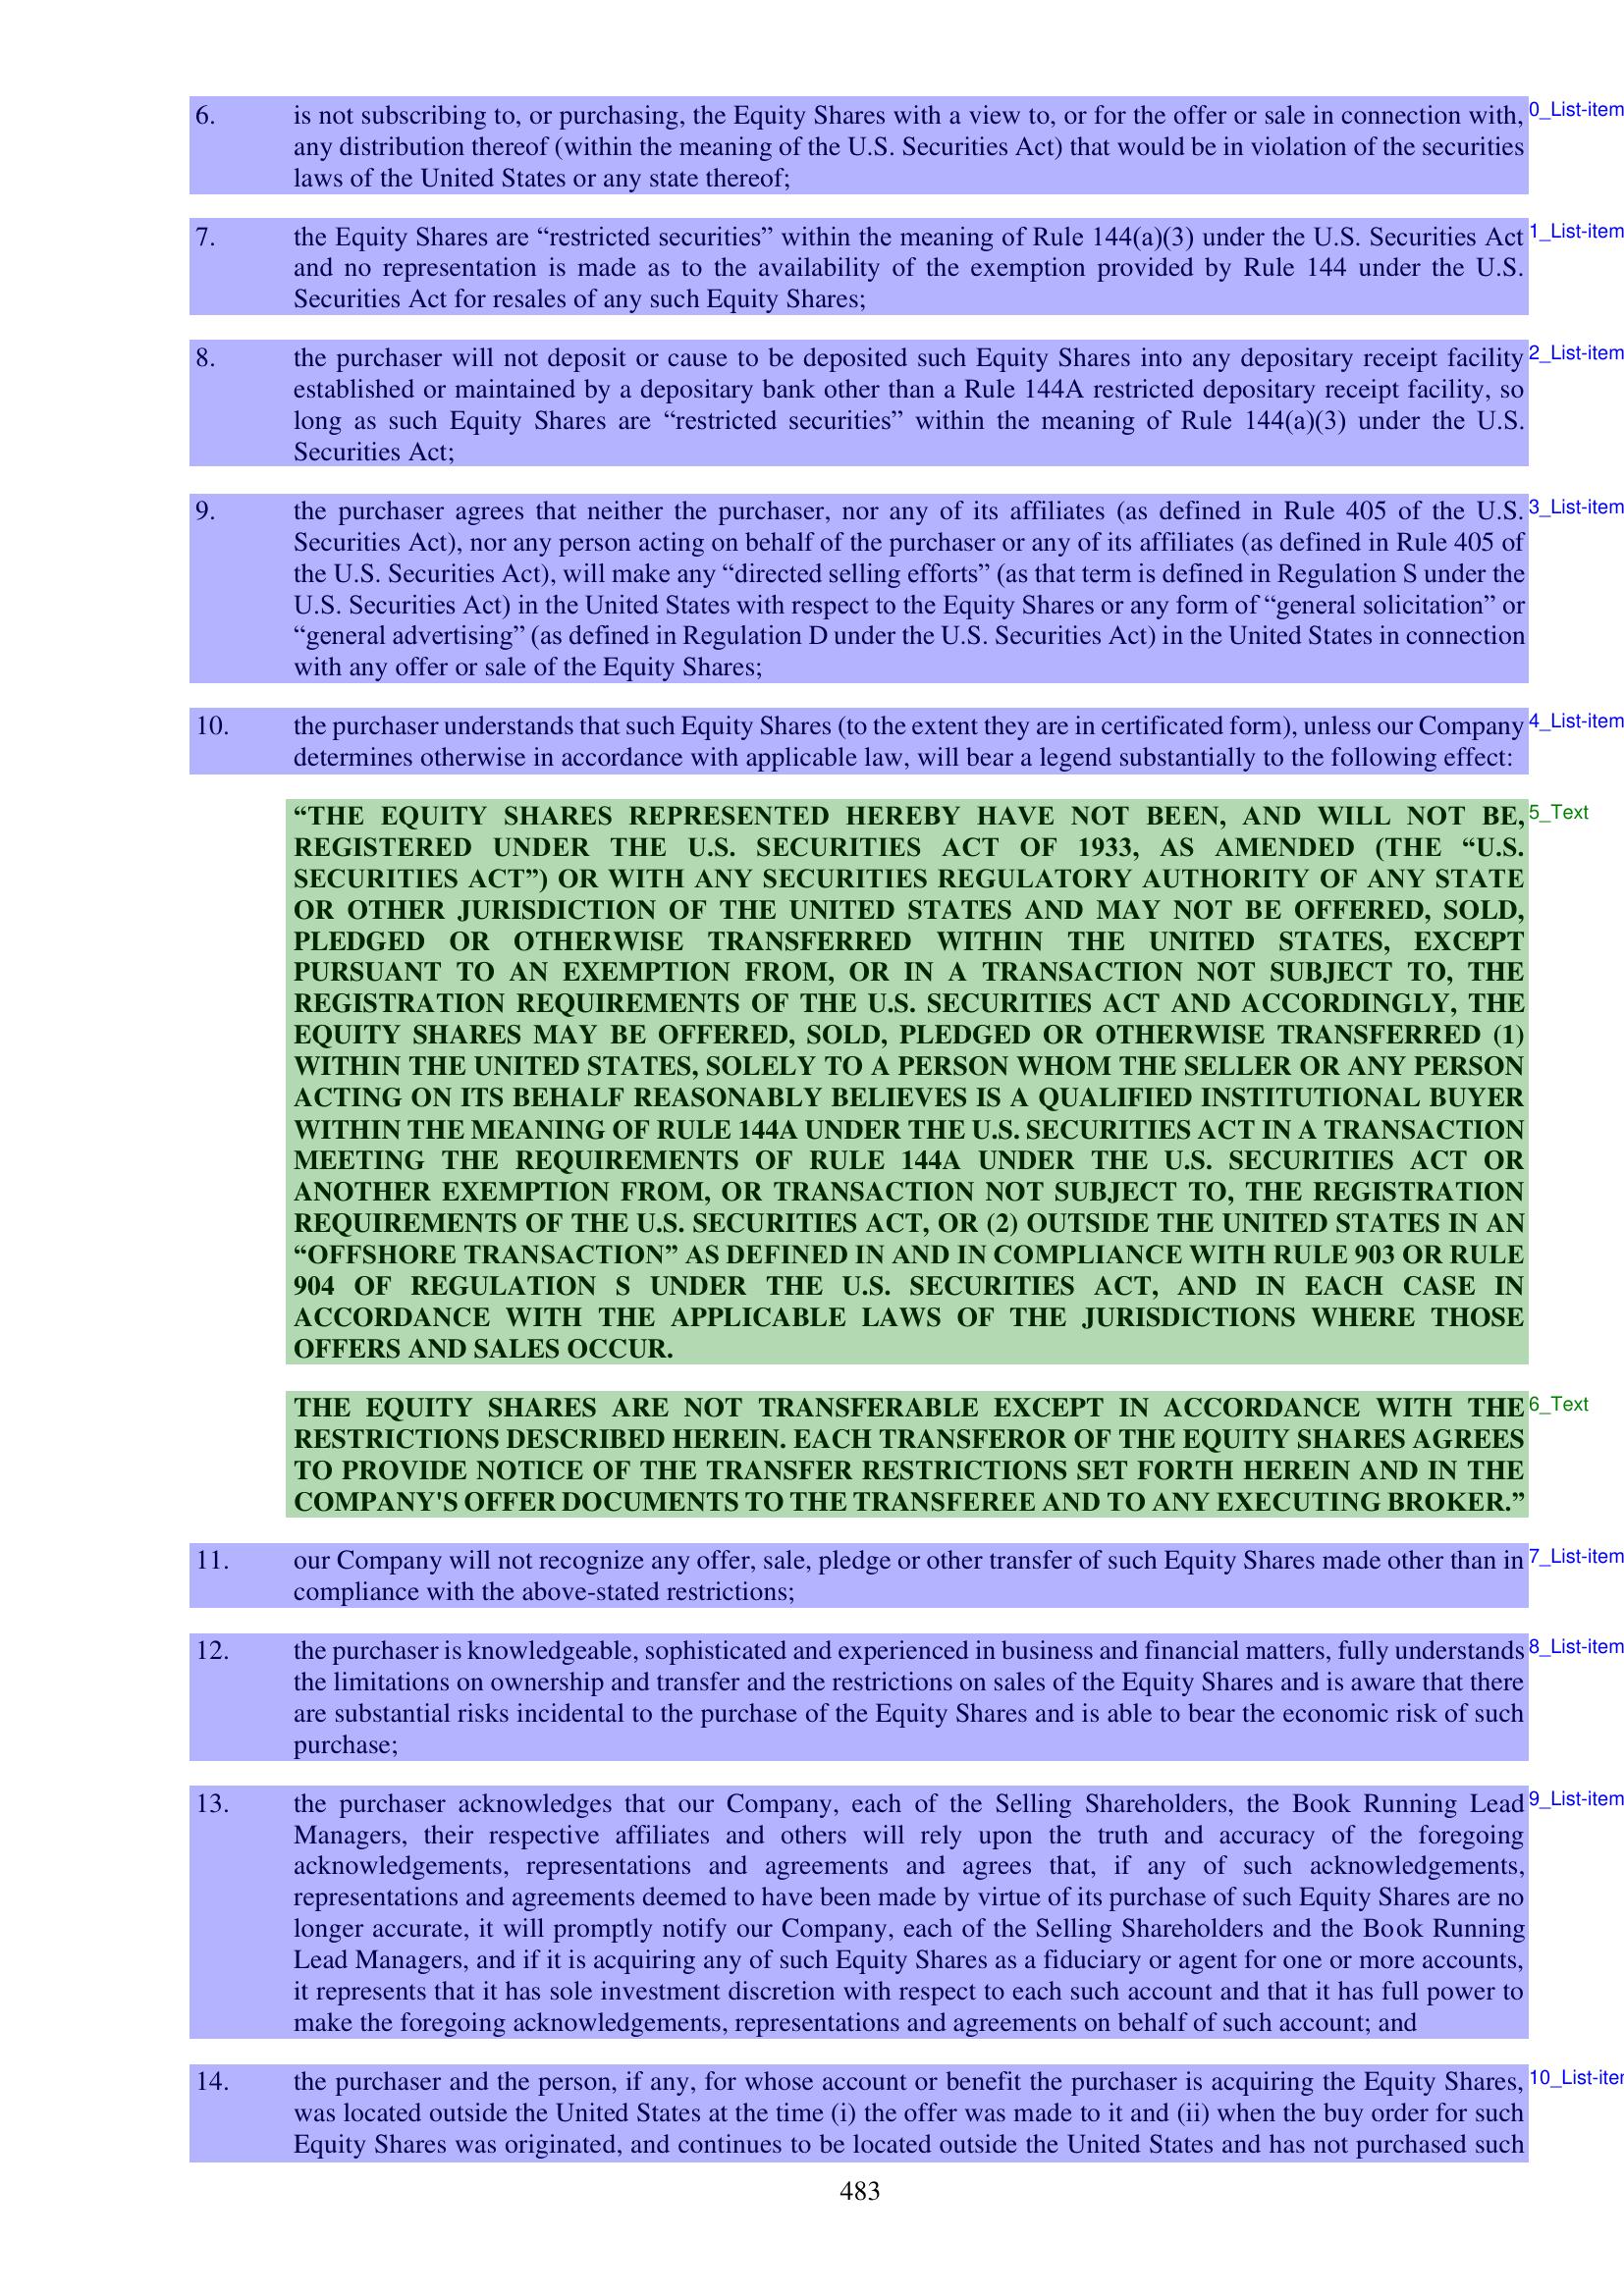 6. is not subscribing to, or purchasing, the Equity Shares with a view to, or for the offer or sale in connection with, 0_List-item
any distribution thereof (within the meaning of the U.S. Securities Act) that would be in violation of the securities
laws of the United States or any state thereof;
7. the Equity Shares are “restricted securities” within the meaning of Rule 144(a)(3) under the U.S. Securities Act 1_List-item
and no representation is made as to the availability of the exemption provided by Rule 144 under the U.S.
Securities Act for resales of any such Equity Shares;
8. the purchaser will not deposit or cause to be deposited such Equity Shares into any depositary receipt facility 2_List-item
established or maintained by a depositary bank other than a Rule 144A restricted depositary receipt facility, so
long as such Equity Shares are “restricted securities” within the meaning of Rule 144(a)(3) under the U.S.
Securities Act;
9. the purchaser agrees that neither the purchaser, nor any of its affiliates (as defined in Rule 405 of the U.S. 3_List-item
Securities Act), nor any person acting on behalf of the purchaser or any of its affiliates (as defined in Rule 405 of
the U.S. Securities Act), will make any “directed selling efforts” (as that term is defined in Regulation S under the
U.S. Securities Act) in the United States with respect to the Equity Shares or any form of “general solicitation” or
“general advertising” (as defined in Regulation D under the U.S. Securities Act) in the United States in connection
with any offer or sale of the Equity Shares;
10. the purchaser understands that such Equity Shares (to the extent they are in certificated form), unless our Company 4_List-item
determines otherwise in accordance with applicable law, will bear a legend substantially to the following effect:
“THE EQUITY SHARES REPRESENTED HEREBY HAVE NOT BEEN, AND WILL NOT BE, 5_Text
REGISTERED UNDER THE U.S. SECURITIES ACT OF 1933, AS AMENDED (THE “U.S.
SECURITIES ACT”) OR WITH ANY SECURITIES REGULATORY AUTHORITY OF ANY STATE
OR OTHER JURISDICTION OF THE UNITED STATES AND MAY NOT BE OFFERED, SOLD,
PLEDGED OR OTHERWISE TRANSFERRED WITHIN THE UNITED STATES, EXCEPT
PURSUANT TO AN EXEMPTION FROM, OR IN A TRANSACTION NOT SUBJECT TO, THE
REGISTRATION REQUIREMENTS OF THE U.S. SECURITIES ACT AND ACCORDINGLY, THE
EQUITY SHARES MAY BE OFFERED, SOLD, PLEDGED OR OTHERWISE TRANSFERRED (1)
WITHIN THE UNITED STATES, SOLELY TO A PERSON WHOM THE SELLER OR ANY PERSON
ACTING ON ITS BEHALF REASONABLY BELIEVES IS A QUALIFIED INSTITUTIONAL BUYER
WITHIN THE MEANING OF RULE 144A UNDER THE U.S. SECURITIES ACT IN A TRANSACTION
MEETING THE REQUIREMENTS OF RULE 144A UNDER THE U.S. SECURITIES ACT OR
ANOTHER EXEMPTION FROM, OR TRANSACTION NOT SUBJECT TO, THE REGISTRATION
REQUIREMENTS OF THE U.S. SECURITIES ACT, OR (2) OUTSIDE THE UNITED STATES IN AN
“OFFSHORE TRANSACTION” AS DEFINED IN AND IN COMPLIANCE WITH RULE 903 OR RULE
904 OF REGULATION S UNDER THE U.S. SECURITIES ACT, AND IN EACH CASE IN
ACCORDANCE WITH THE APPLICABLE LAWS OF THE JURISDICTIONS WHERE THOSE
OFFERS AND SALES OCCUR.
THE EQUITY SHARES ARE NOT TRANSFERABLE EXCEPT IN ACCORDANCE WITH THE 6_Text
RESTRICTIONS DESCRIBED HEREIN. EACH TRANSFEROR OF THE EQUITY SHARES AGREES
TO PROVIDE NOTICE OF THE TRANSFER RESTRICTIONS SET FORTH HEREIN AND IN THE
COMPANY'S OFFER DOCUMENTS TO THE TRANSFEREE AND TO ANY EXECUTING BROKER.”
11. our Company will not recognize any offer, sale, pledge or other transfer of such Equity Shares made other than in 7_List-item
compliance with the above-stated restrictions;
12. the purchaser is knowledgeable, sophisticated and experienced in business and financial matters, fully understands 8_List-item
the limitations on ownership and transfer and the restrictions on sales of the Equity Shares and is aware that there
are substantial risks incidental to the purchase of the Equity Shares and is able to bear the economic risk of such
purchase;
13. the purchaser acknowledges that our Company, each of the Selling Shareholders, the Book Running Lead 9_List-item
Managers, their respective affiliates and others will rely upon the truth and accuracy of the foregoing
acknowledgements, representations and agreements and agrees that, if any of such acknowledgements,
representations and agreements deemed to have been made by virtue of its purchase of such Equity Shares are no
longer accurate, it will promptly notify our Company, each of the Selling Shareholders and the Book Running
Lead Managers, and if it is acquiring any of such Equity Shares as a fiduciary or agent for one or more accounts,
it represents that it has sole investment discretion with respect to each such account and that it has full power to
make the foregoing acknowledgements, representations and agreements on behalf of such account; and
14. the purchaser and the person, if any, for whose account or benefit the purchaser is acquiring the Equity Shares, 10_List-iter
was located outside the United States at the time (i) the offer was made to it and (ii) when the buy order for such
Equity Shares was originated, and continues to be located outside the United States and has not purchased such
483